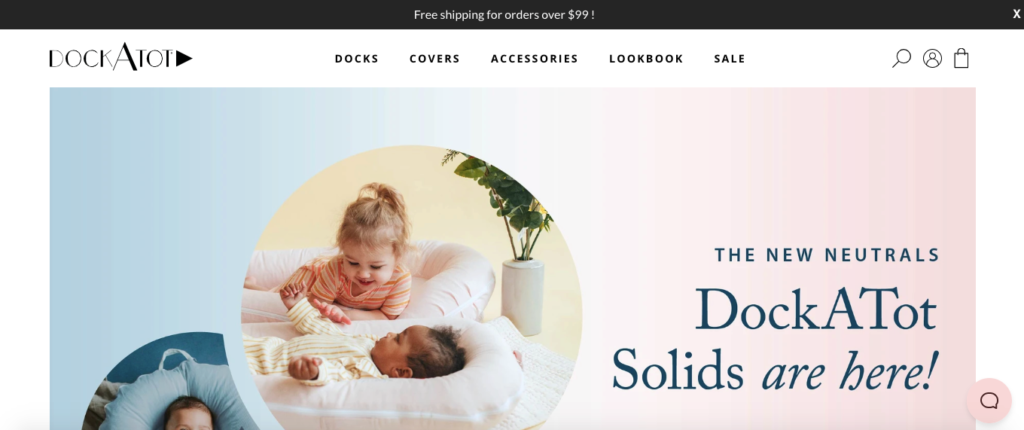 Free shipping for orders over $99 !
X
DOCKATOT
DOCKS COVERS ACCESSORIES LOOKBOOK SALE
THE NEW NEUTRALS
DockATot
Solids are here!